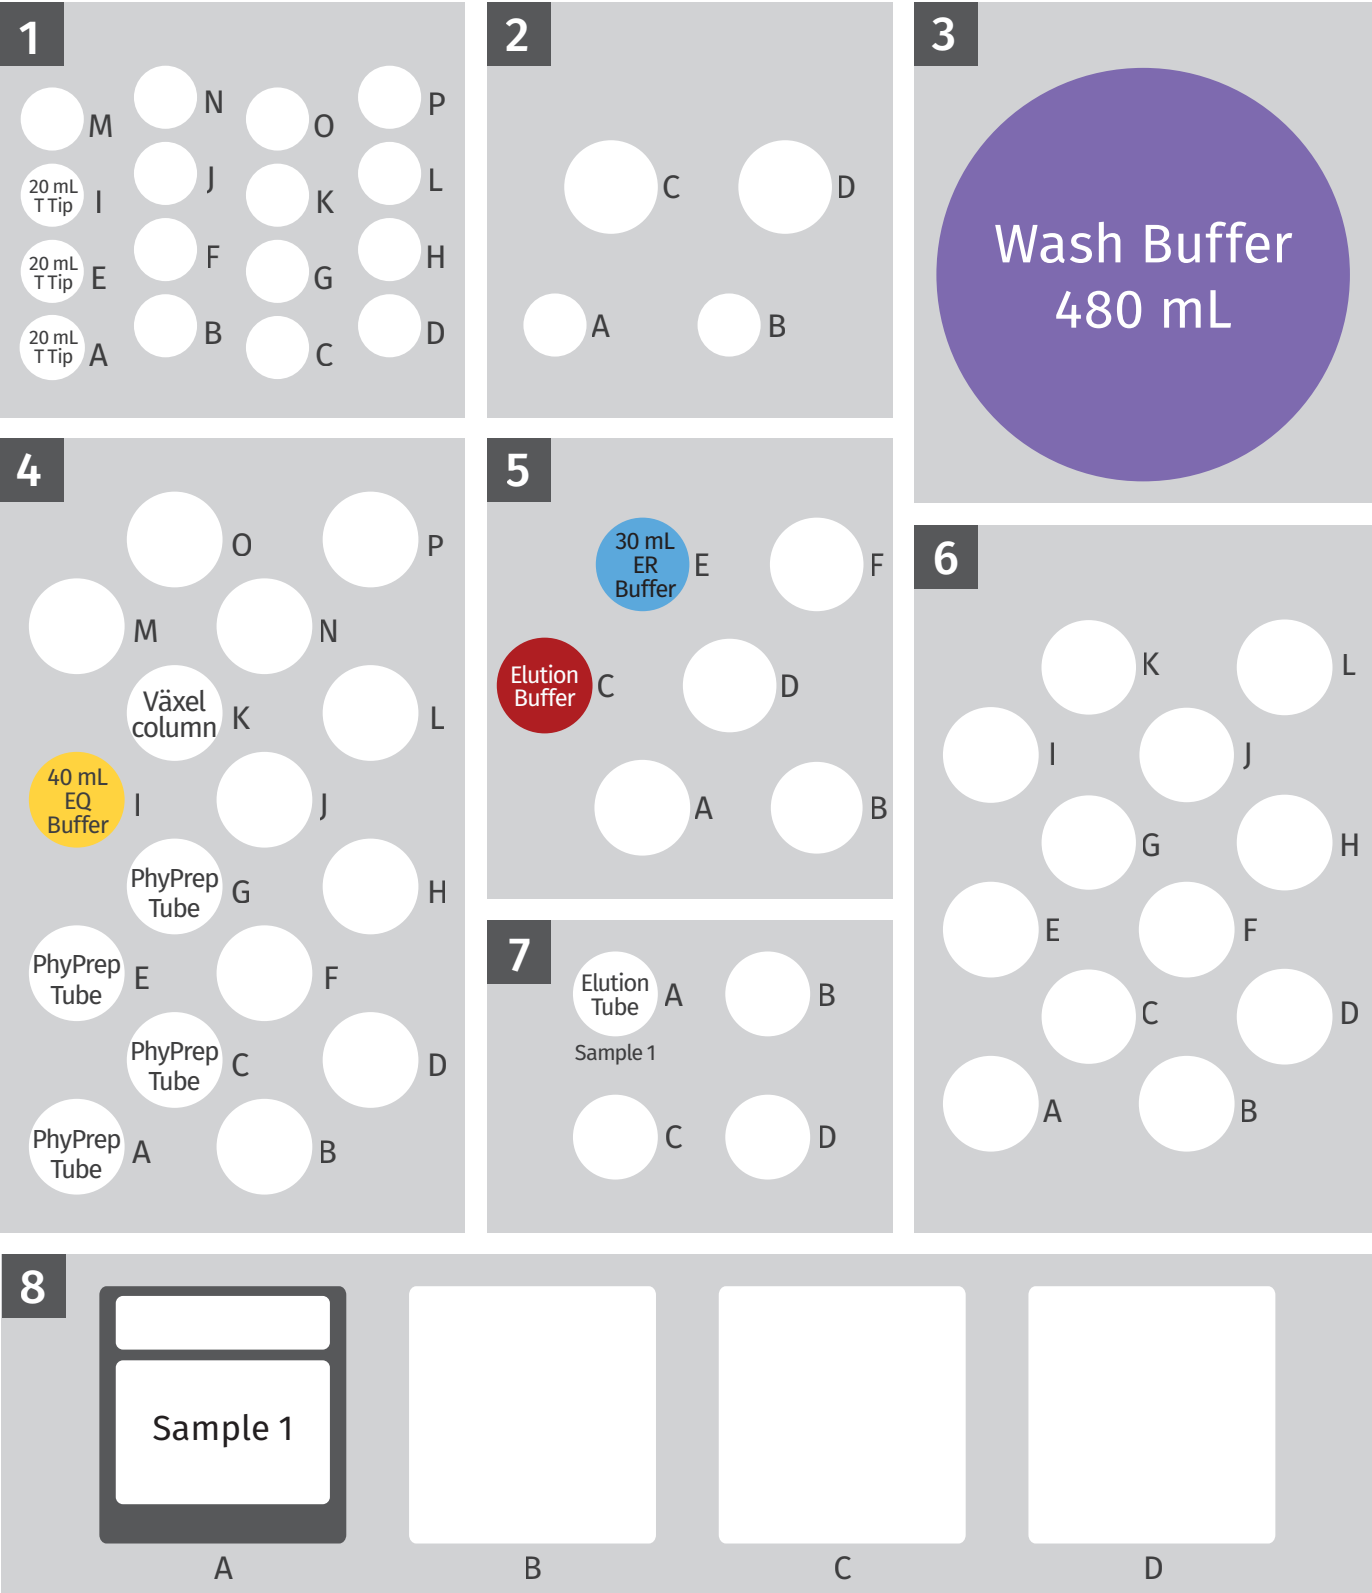 1
M
N
O
P
20 mL
T Tip
I
J
K
L
20 mL
T Tip
E
F
G
H
20 mL
T Tip
A
B
C
D
2
C
D
A
B
3
Wash Buffer
480 mL
4
O
P
M
N
Växel
column
K
L
40 mL
EQ
Buffer
I
J
PhyPrep
Tube
G
H
PhyPrep
Tube
E
F
PhyPrep
Tube
C
D
PhyPrep
Tube
A
B
5
30 mL
ER
Buffer
E
F
Elution
Buffer
C
D
A
B
6
K
L
I
J
G
H
E
F
C
D
A
B
7
Elution
Tube
A
B
Sample 1
C
D
8
Sample 1
A
B
C
D